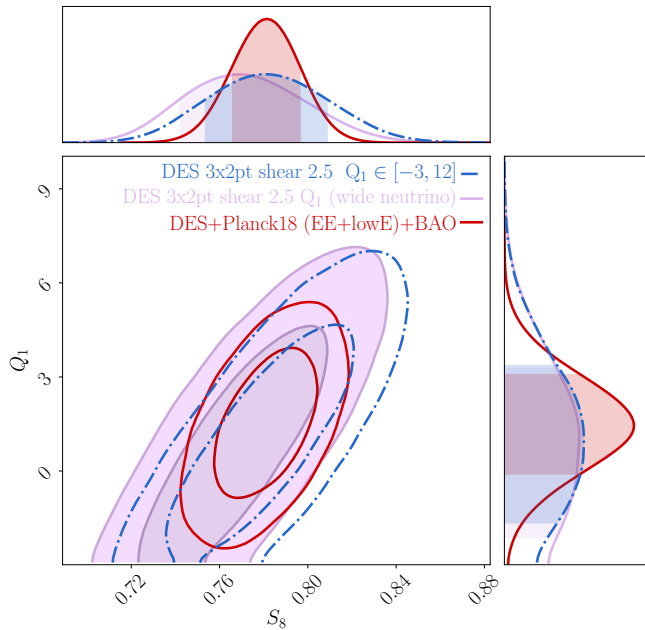 DES 3x2pt shear 2.5 Q₁ ∈ [−3, 12]
DES 3x2pt shear 2.5 Q₁ (wide neutrino)
DES+Planck18 (EE+lowE)+BAO
9
6
3
0
Q₁
0.72
0.76
0.80
0.84
0.88
S₈